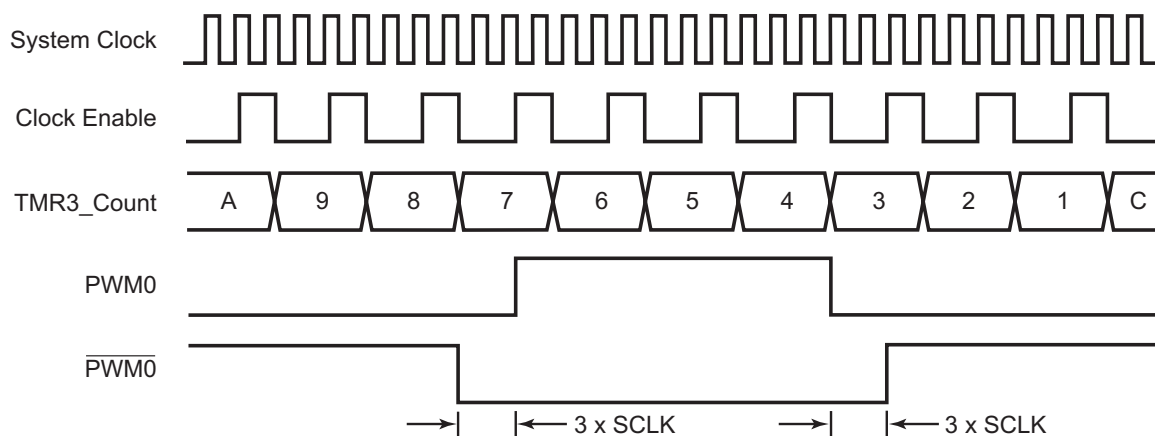 System Clock
Clock Enable
TMR3_Count A 9 8 7 6 5 4 3 2 1 C
PWM0
P̅W̅M̅0̅
3 x SCLK 3 x SCLK